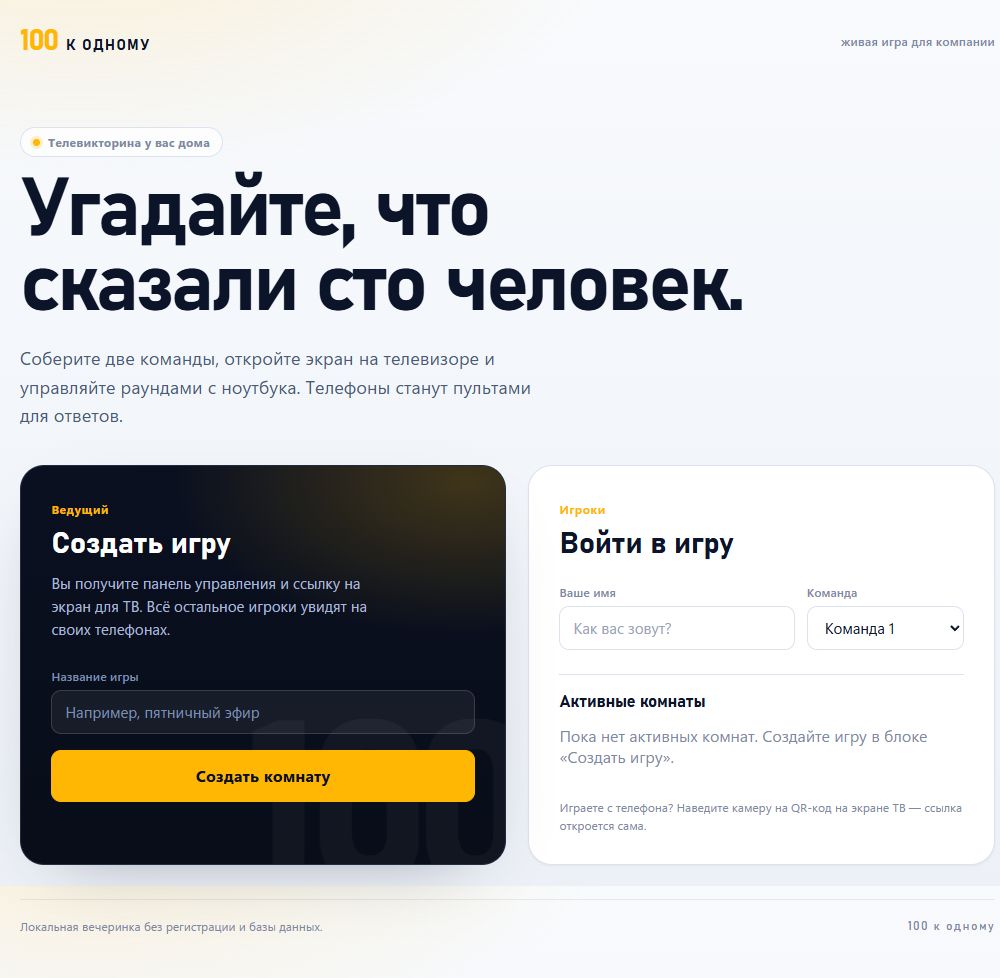 100 К ОДНОМУ
живая игра для компании
Телевикторина у вас дома
Угадайте, что
сказали сто человек.
Соберите две команды, откройте экран на телевизоре и
управляйте раундами с ноутбука. Телефоны станут пультами
для ответов.
Ведущий
Создать игру
Вы получите панель управления и ссылку на
экран для ТВ. Всё остальное игроки увидят на
своих телефонах.
Название игры
Например, пятничный эфир
Создать комнату
100
Игроки
Войти в игру
Ваше имя
Команда
Как вас зовут?
Команда 1
Активные комнаты
Пока нет активных комнат. Создайте игру в блоке
«Создать игру».
Играете с телефона? Наведите камеру на QR-код на экране ТВ — ссылка
откроется сама.
Локальная вечеринка без регистрации и базы данных.
100 к одному